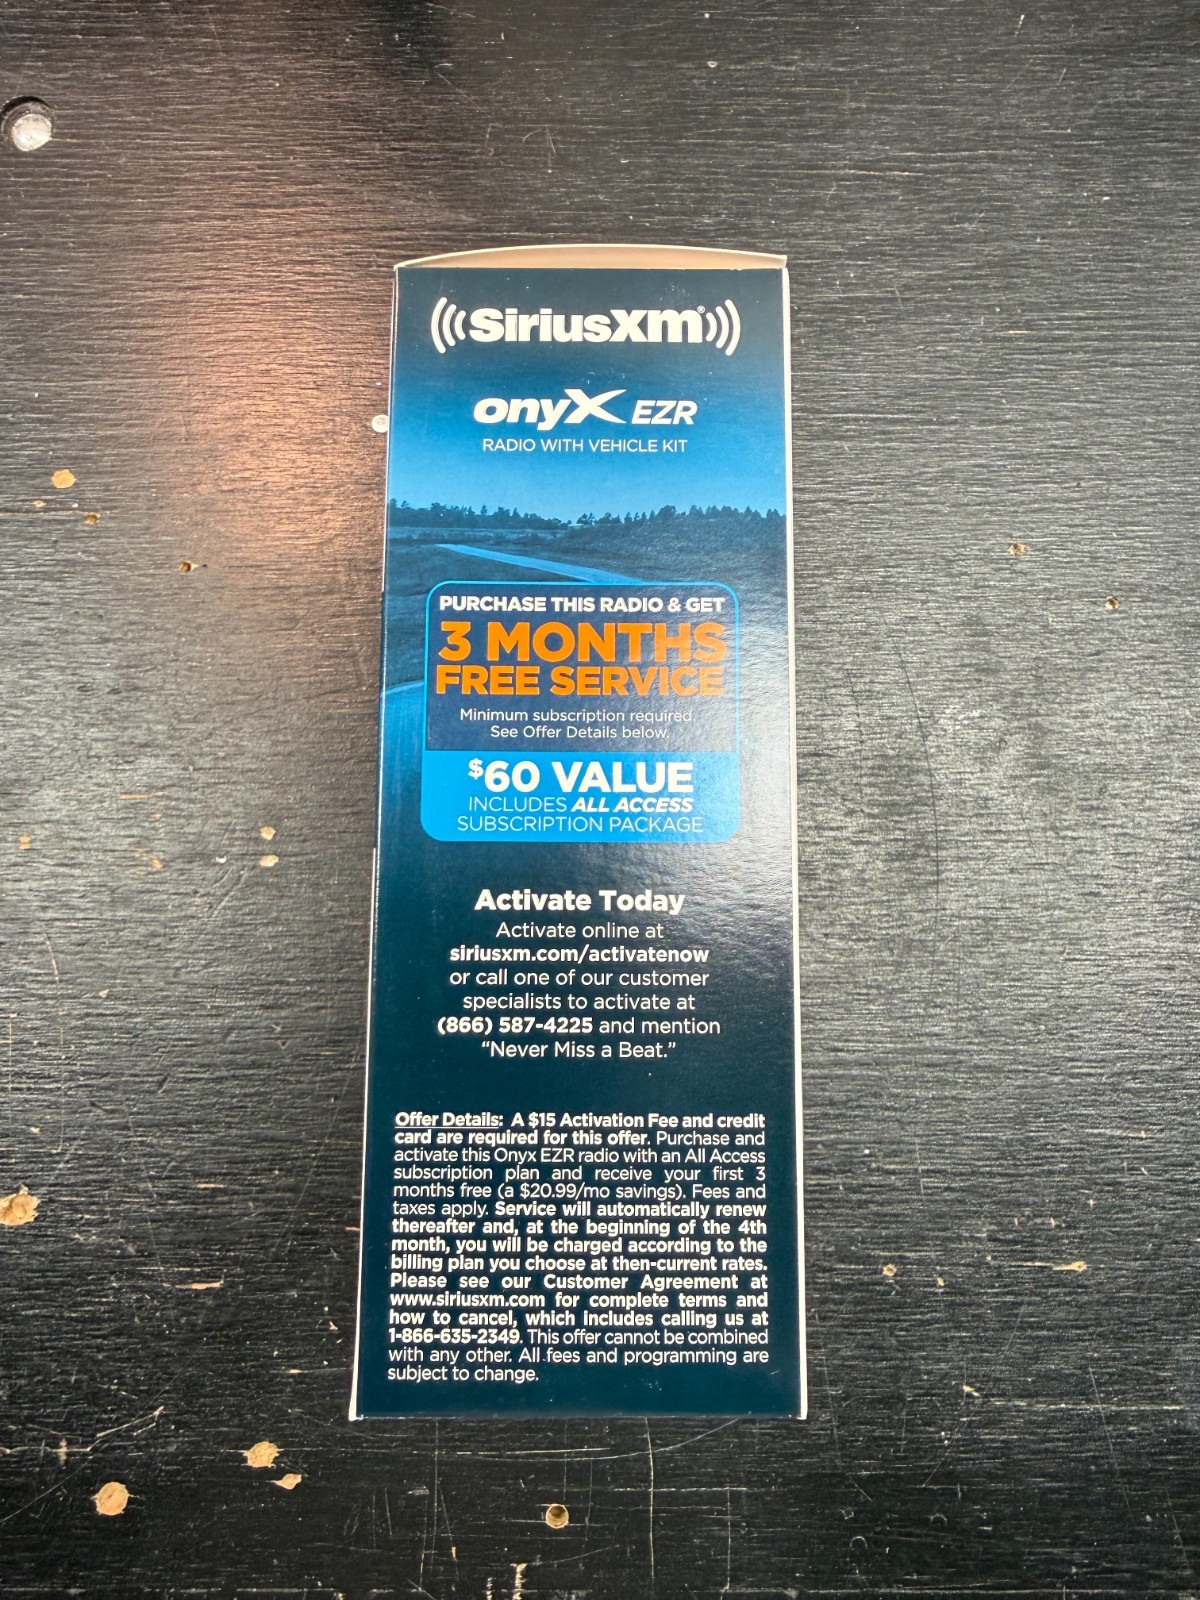 SiriusXM®
onyX EZR
RADIO WITH VEHICLE KIT
PURCHASE THIS RADIO & GET
3 MONTHS
FREE SERVICE
Minimum subscription required.
See Offer Details below.
$60 VALUE
INCLUDES ALL ACCESS
SUBSCRIPTION PACKAGE
Activate Today
Activate online at
siriusxm.com/activatenow
or call one of our customer
specialists to activate at
(866) 587-4225 and mention
“Never Miss a Beat.”
Offer Details: A $15 Activation Fee and credit
card are required for this offer. Purchase and
activate this Onyx EZR radio with an All Access
subscription plan and receive your first 3
months free (a $20.99/mo savings). Fees and
taxes apply. Service will automatically renew
thereafter and, at the beginning of the 4th
month, you will be charged according to the
billing plan you choose at then-current rates.
Please see our Customer Agreement at
www.siriusxm.com for complete terms and
how to cancel, which includes calling us at
1-866-635-2349. This offer cannot be combined
with any other. All fees and programming are
subject to change.